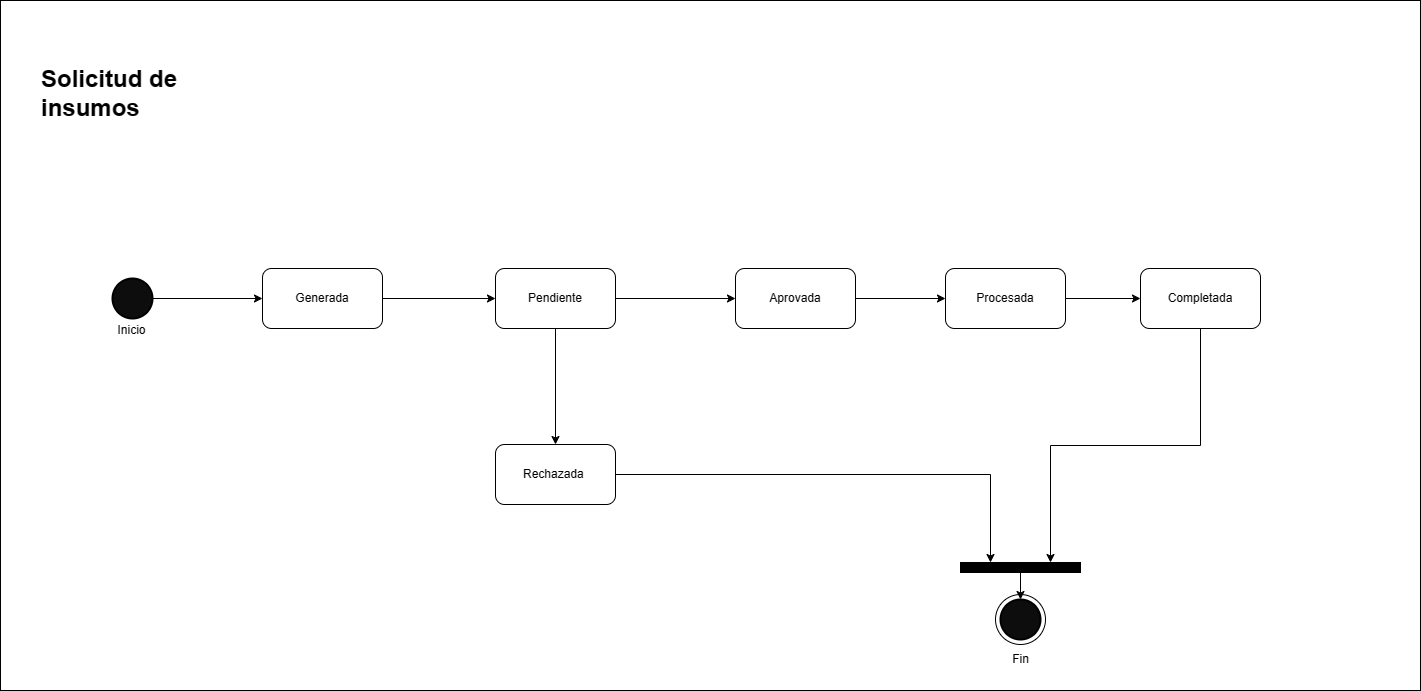 Solicitud de
insumos
Inicio
Generada
Pendiente
Aprovada
Procesada
Completada
Rechazada
Fin